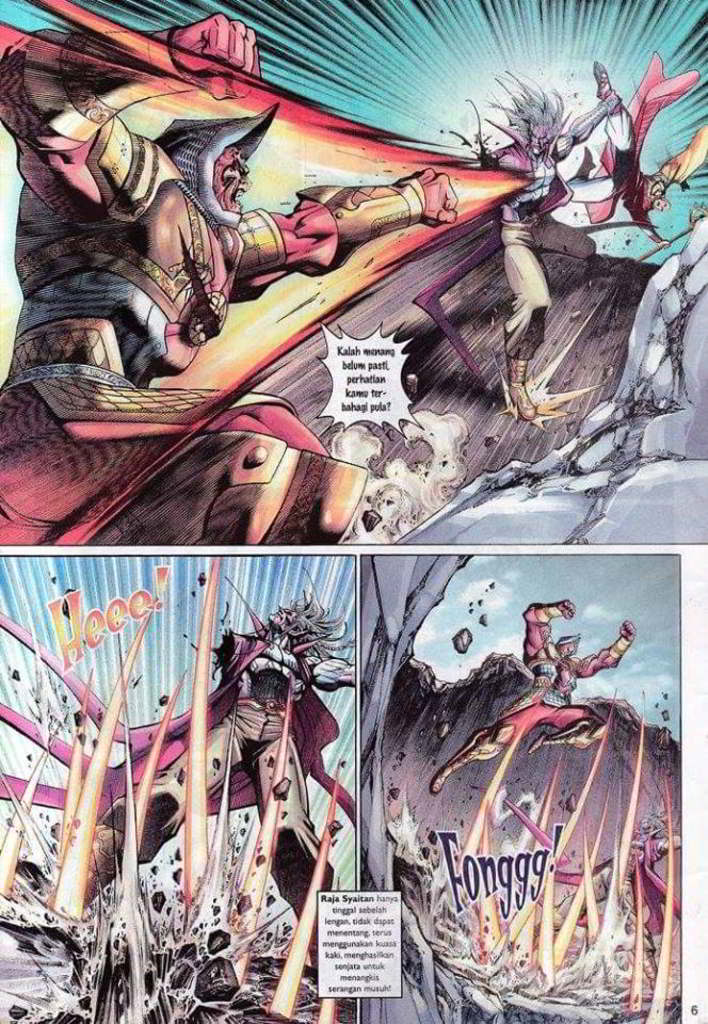 Kalah menang
belum pasti,
perhatian
kamu ter-
bahagi pula?
Heee!
Raja Syaitan hanya
tinggal sebelah
lengan, tidak dapat
menentang, terus
menggunakan kuasa
kaki, menghasilkan
senjata untuk
menangkis
serangan musuh!
Fonggg!
6